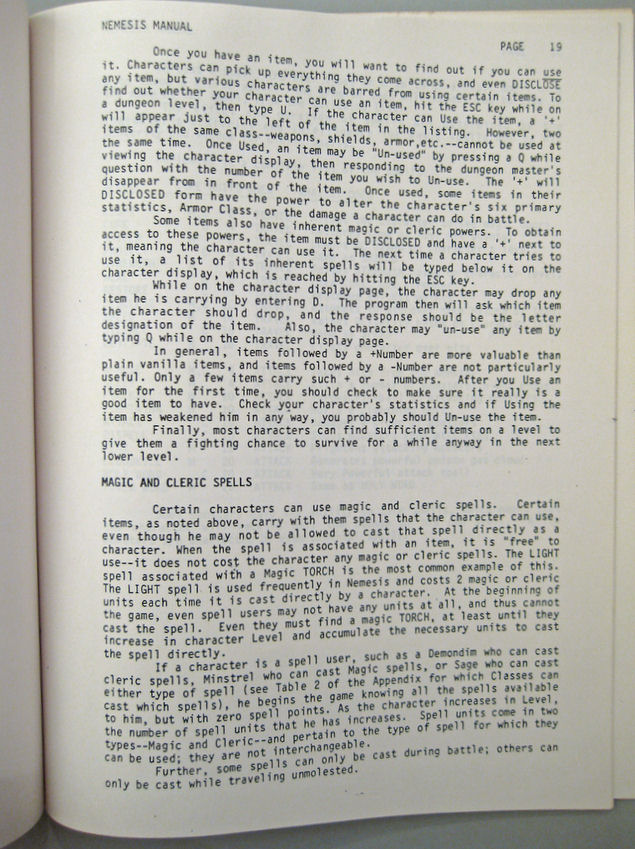 NEMESIS MANUAL
PAGE 19
Once you have an item, you will want to find out if you can use
it. Characters can pick up everything they come across, and even DISCLOSE
any item, but various characters are barred from using certain items. To
find out whether your character can use an item, hit the ESC key while on
a dungeon level, then type U. If the character can Use the item, a '+'
will appear just to the left of the item in the listing. However, two
items of the same class--weapons, shields, armor,etc.--cannot be used at
the same time. Once Used, an item may be "Un-used" by pressing a Q while
viewing the character display, then responding to the dungeon master's
question with the number of the item you wish to Un-use. The '+' will
disappear from in front of the item. Once used, some items in their
DISCLOSED form have the power to alter the character's six primary
statistics, Armor Class, or the damage a character can do in battle.
Some items also have inherent magic or cleric powers. To obtain
access to these powers, the item must be DISCLOSED and have a '+' next to
it, meaning the character can use it. The next time a character tries to
use it, a list of its inherent spells will be typed below it on the
character display, which is reached by hitting the ESC key.
While on the character display page, the character may drop any
item he is carrying by entering D. The program then will ask which item
the character should drop, and the response should be the letter
designation of the item. Also, the character may "un-use" any item by
typing Q while on the character display page.
In general, items followed by a +Number are more valuable than
plain vanilla items, and items followed by a -Number are not particularly
useful. Only a few items carry such + or - numbers. After you Use an
item for the first time, you should check to make sure it really is a
good item to have. Check your character's statistics and if Using the
item has weakened him in any way, you probably should Un-use the item.
Finally, most characters can find sufficient items on a level to
give them a fighting chance to survive for a while anyway in the next
lower level.
MAGIC AND CLERIC SPELLS
Certain characters can use magic and cleric spells. Certain
items, as noted above, carry with them spells that the character can use,
even though he may not be allowed to cast that spell directly as a
character. When the spell is associated with an item, it is "free" to
use--it does not cost the character any magic or cleric spells. The LIGHT
spell associated with a Magic TORCH is the most common example of this.
The LIGHT spell is used frequently in Nemesis and costs 2 magic or cleric
units each time it is cast directly by a character. At the beginning of
the game, even spell users may not have any units at all, and thus cannot
cast the spell. Even they must find a magic TORCH, at least until they
increase in character Level and accumulate the necessary units to cast
the spell directly.
If a character is a spell user, such as a Demondim who can cast
cleric spells, Minstrel who can cast Magic spells, or Sage who can cast
either type of spell (see Table 2 of the Appendix for which Classes can
cast which spells), he begins the game knowing all the spells available
to him, but with zero spell points. As the character increases in Level,
the number of spell units that he has increases. Spell units come in two
types--Magic and Cleric--and pertain to the type of spell for which they
can be used; they are not interchangeable.
Further, some spells can only be cast during battle; others can
only be cast while traveling unmolested.